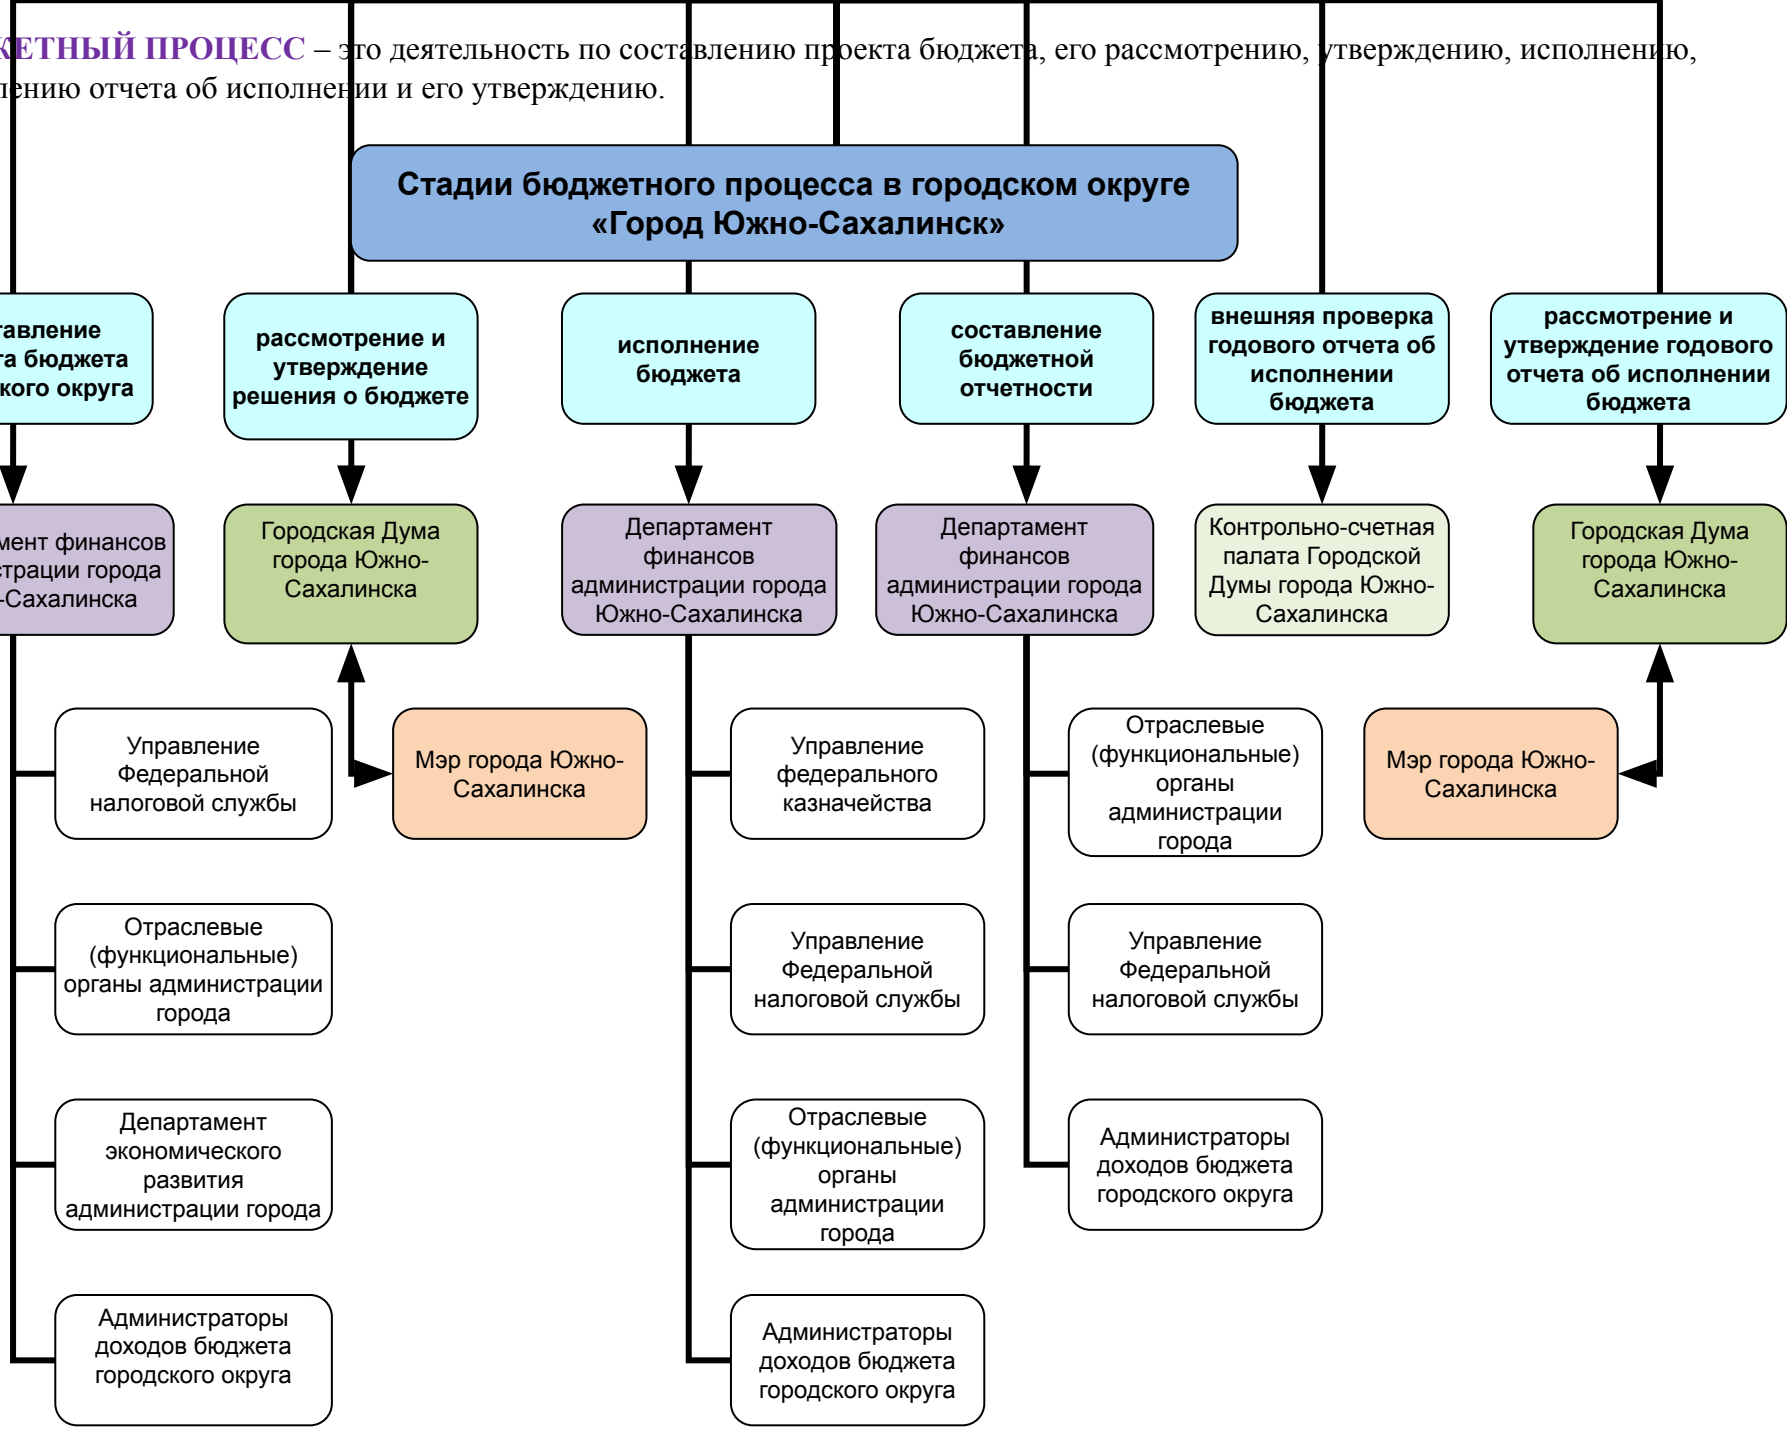 КЕТНЫЙ ПРОЦЕСС – это деятельность по составлению проекта бюджета, его рассмотрению, утверждению, исполнению,
лению отчета об исполнении и его утверждению.
Стадии бюджетного процесса в городском округе
«Город Южно-Сахалинск»
тавление
та бюджета
кого округа
рассмотрение и
утверждение
решения о бюджете
исполнение
бюджета
составление
бюджетной
отчетности
внешняя проверка
годового отчета об
исполнении
бюджета
рассмотрение и
утверждение годового
отчета об исполнении
бюджета
мент финансов
страции города
-Сахалинска
Городская Дума
города Южно-
Сахалинска
Департамент
финансов
администрации города
Южно-Сахалинска
Департамент
финансов
администрации города
Южно-Сахалинска
Контрольно-счетная
палата Городской
Думы города Южно-
Сахалинска
Городская Дума
города Южно-
Сахалинска
Управление
Федеральной
налоговой службы
Мэр города Южно-
Сахалинска
Управление
федерального
казначейства
Отраслевые
(функциональные)
органы
администрации
города
Мэр города Южно-
Сахалинска
Отраслевые
(функциональные)
органы администрации
города
Управление
Федеральной
налоговой службы
Управление
Федеральной
налоговой службы
Департамент
экономического
развития
администрации города
Отраслевые
(функциональные)
органы
администрации
города
Администраторы
доходов бюджета
городского округа
Администраторы
доходов бюджета
городского округа
Администраторы
доходов бюджета
городского округа